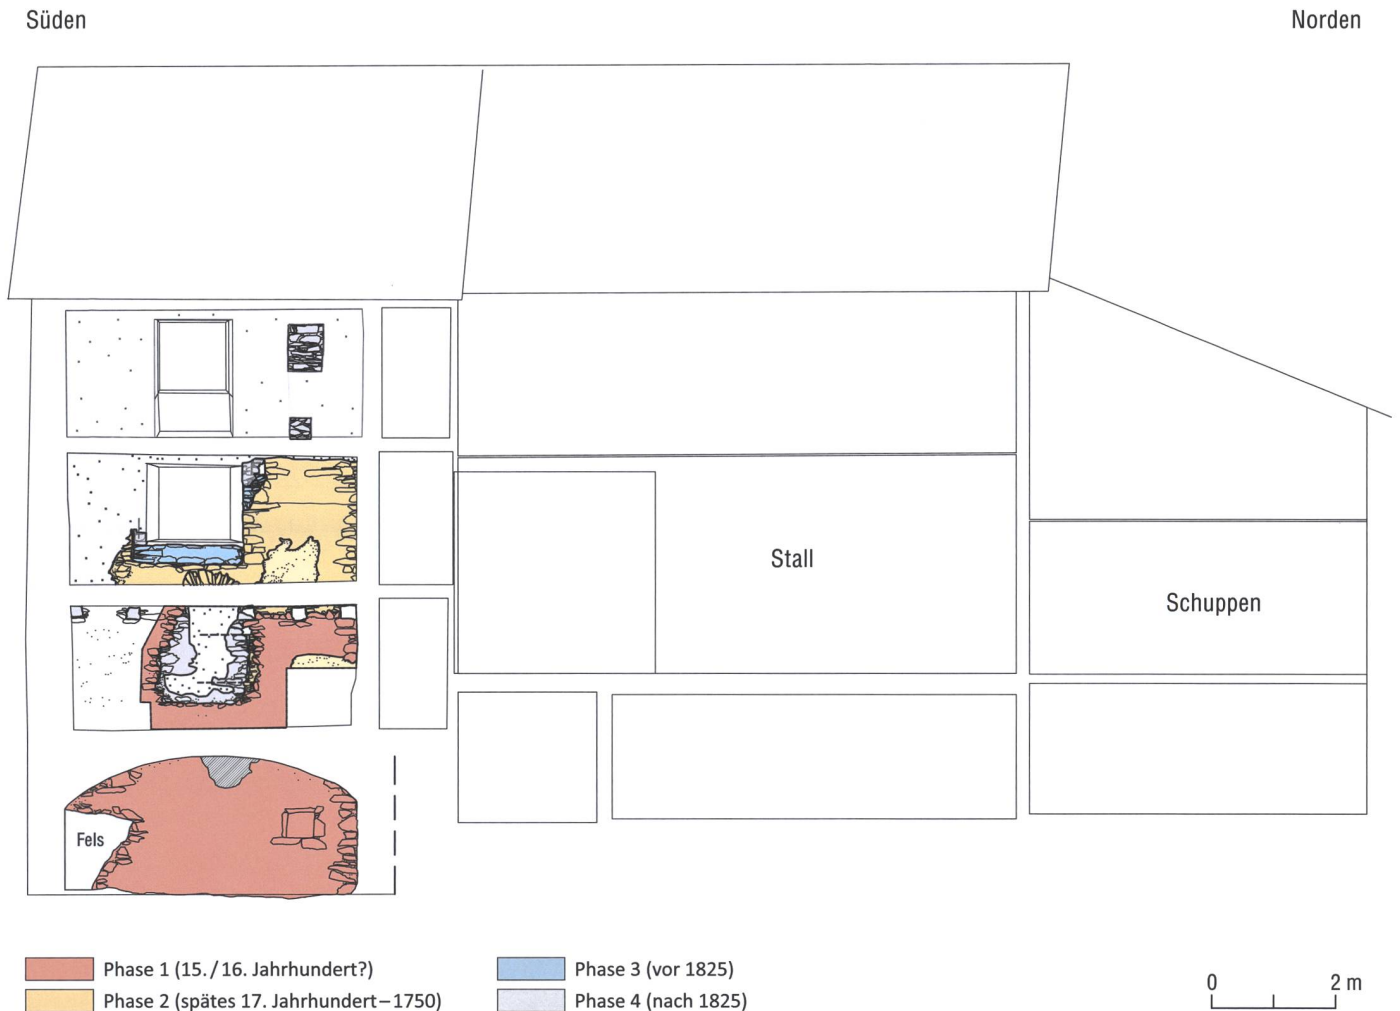 Süden
Norden
Stall
Schuppen
Fels
Phase 1 (15./16. Jahrhundert?)
Phase 2 (spätes 17. Jahrhundert–1750)
Phase 3 (vor 1825)
Phase 4 (nach 1825)
0 2 m